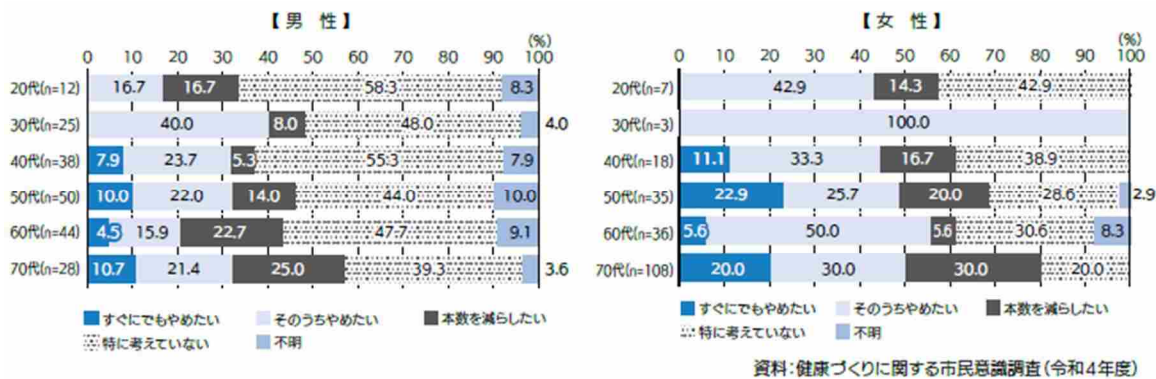 【男 性】
(%)
0 10 20 30 40 50 60 70 80 90 100
20代(n=12) 16.7 16.7 58.3 8.3
30代(n=25) 40.0 8.0 48.0 4.0
40代(n=38) 7.9 23.7 5.3 55.3 7.9
50代(n=50) 10.0 22.0 14.0 44.0 10.0
60代(n=44) 4.5 15.9 22.7 47.7 9.1
70代(n=28) 10.7 21.4 25.0 39.3 3.6
すぐにでもやめたい そのうちやめたい 本数を減らしたい
特に考えていない 不明
【女 性】
(%)
0 10 20 30 40 50 60 70 80 90 100
20代(n=7) 42.9 14.3 42.9
30代(n=3) 100.0
40代(n=18) 11.1 33.3 16.7 38.9
50代(n=35) 22.9 25.7 20.0 28.6 2.9
60代(n=36) 5.6 50.0 5.6 30.6 8.3
70代(n=108) 20.0 30.0 30.0 20.0
すぐにでもやめたい そのうちやめたい 本数を減らしたい
特に考えていない 不明
資料:健康づくりに関する市民意識調査(令和4年度)